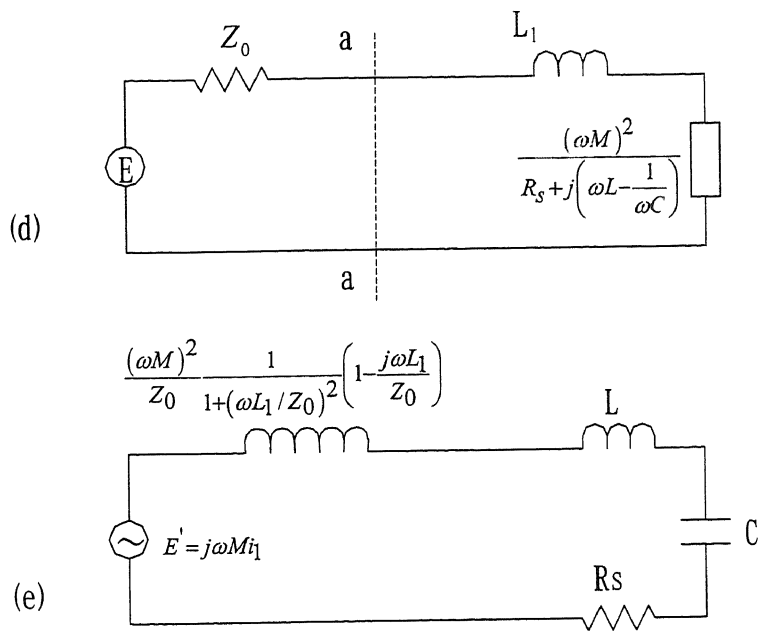 Z₀
a
L₁
E
(ωM)² / (Rₛ+j(ωL−1/ωC))
(d)
a
(ωM)²/Z₀ 1/(1+(ωL₁/Z₀)²) (1−jωL₁/Z₀)
L
E'=jωMi₁
C
Rs
(e)